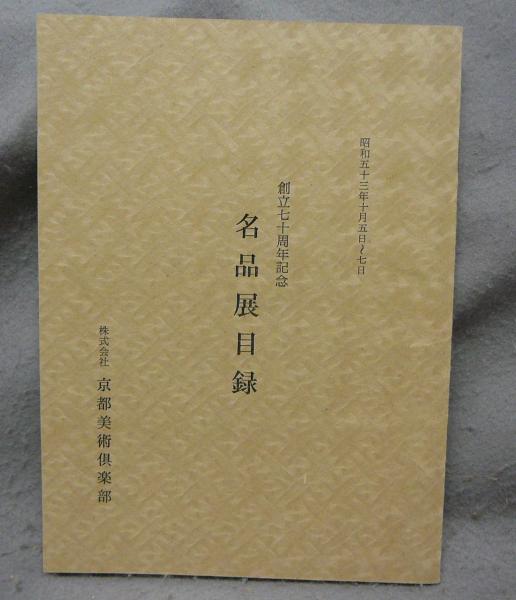 昭和五十三年十月五日~七日
創立七十周年記念
名品展目録
株式会社 京都美術倶楽部